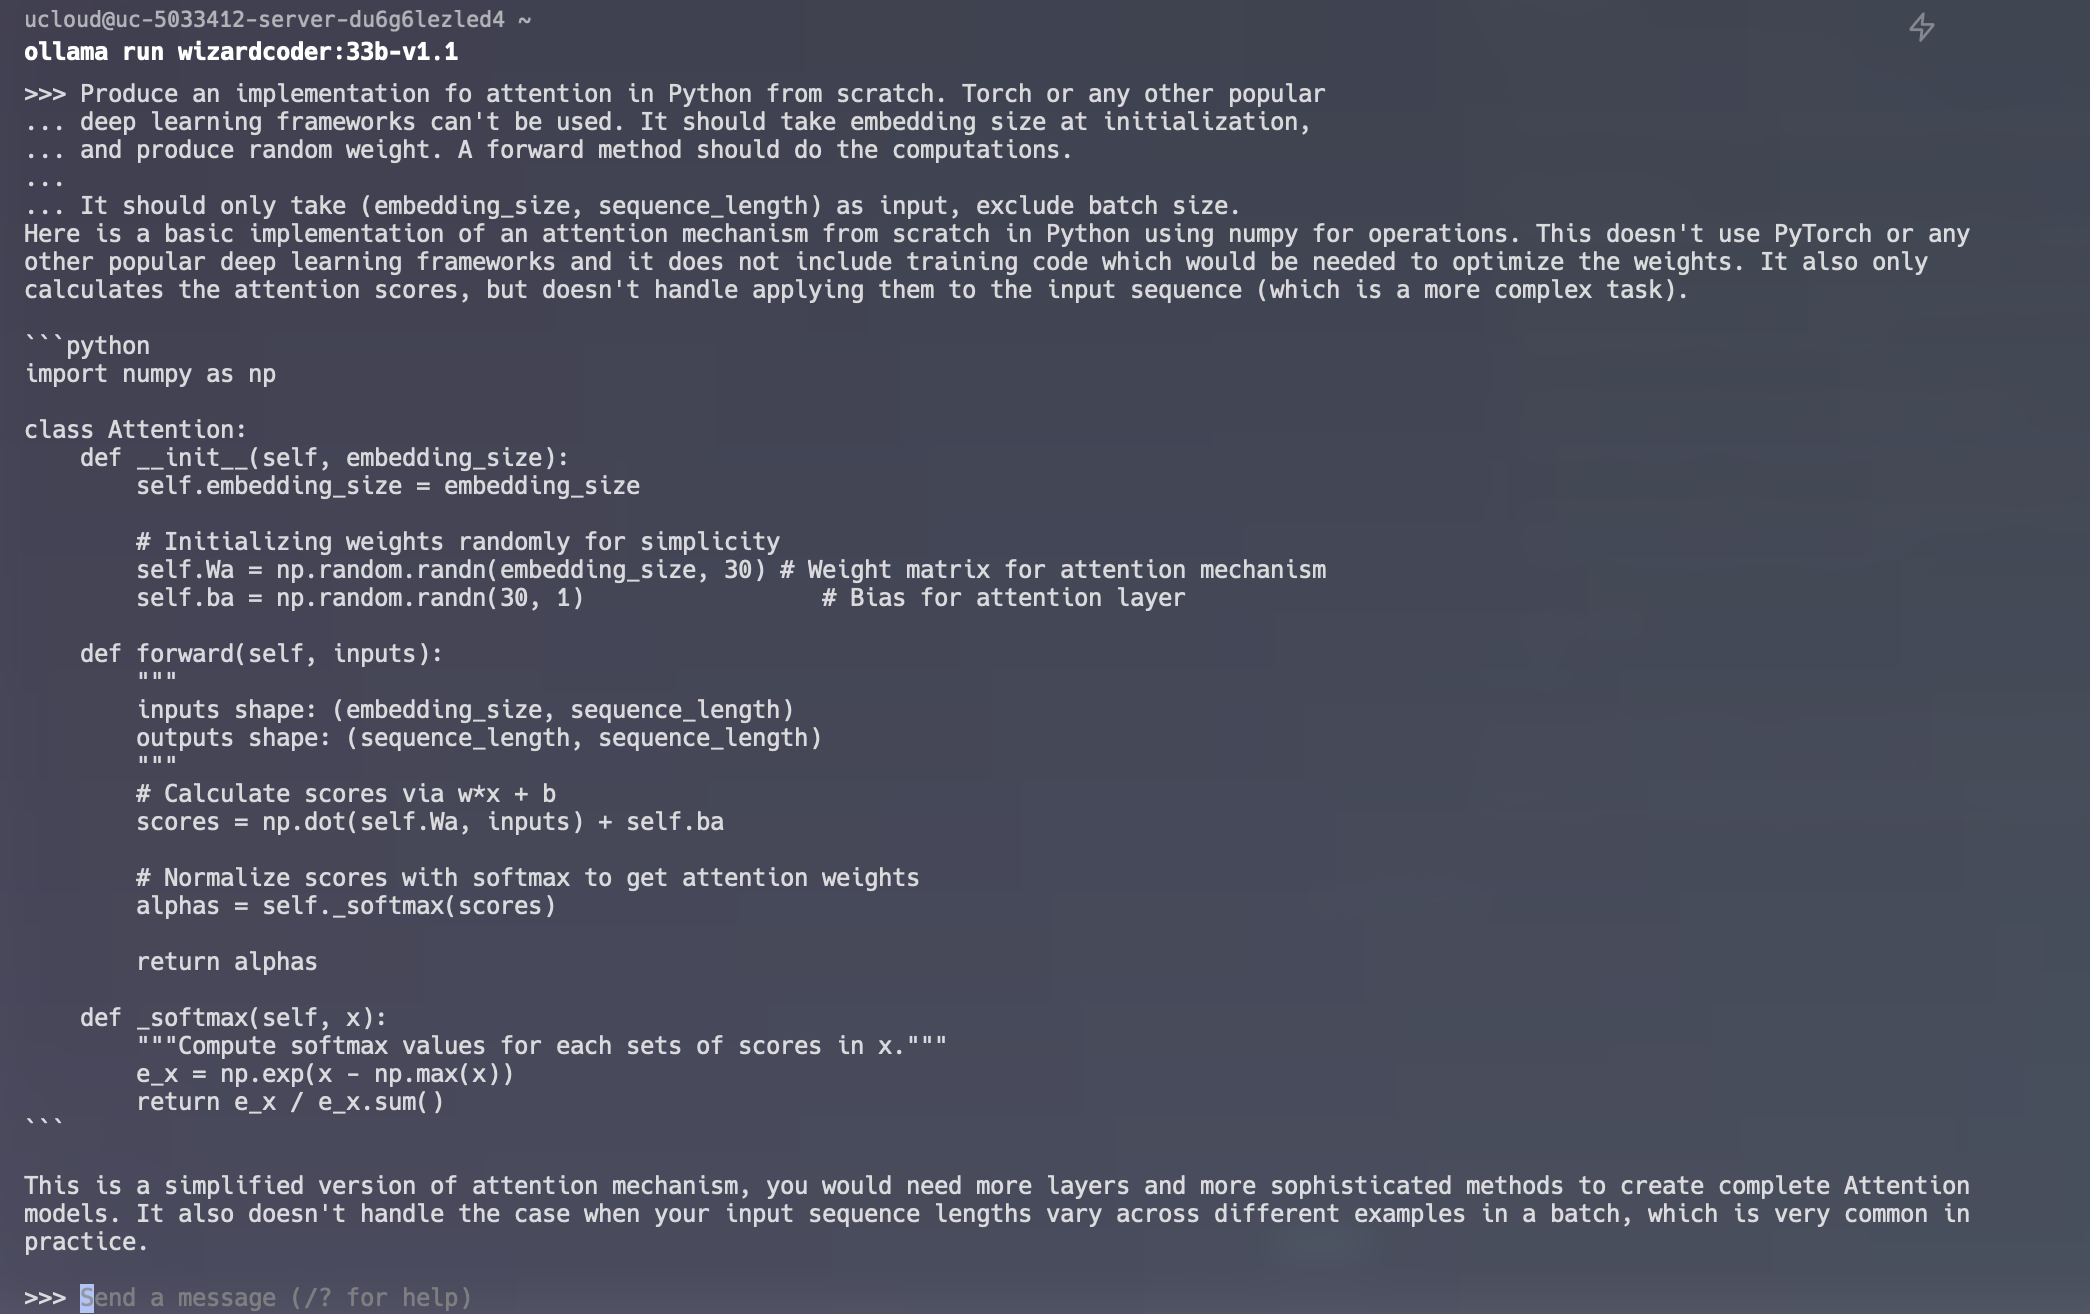 ucloud@uc-5033412-server-du6g6lezled4 ~
ollama run wizardcoder:33b-v1.1
>>> Produce an implementation fo attention in Python from scratch. Torch or any other popular
... deep learning frameworks can't be used. It should take embedding size at initialization,
... and produce random weight. A forward method should do the computations.
...
... It should only take (embedding_size, sequence_length) as input, exclude batch size.
Here is a basic implementation of an attention mechanism from scratch in Python using numpy for operations. This doesn't use PyTorch or any
other popular deep learning frameworks and it does not include training code which would be needed to optimize the weights. It also only
calculates the attention scores, but doesn't handle applying them to the input sequence (which is a more complex task).

```python
import numpy as np

class Attention:
    def __init__(self, embedding_size):
        self.embedding_size = embedding_size

        # Initializing weights randomly for simplicity
        self.Wa = np.random.randn(embedding_size, 30) # Weight matrix for attention mechanism
        self.ba = np.random.randn(30, 1)                 # Bias for attention layer

    def forward(self, inputs):
        """
        inputs shape: (embedding_size, sequence_length)
        outputs shape: (sequence_length, sequence_length)
        """
        # Calculate scores via w*x + b
        scores = np.dot(self.Wa, inputs) + self.ba

        # Normalize scores with softmax to get attention weights
        alphas = self._softmax(scores)

        return alphas

    def _softmax(self, x):
        """Compute softmax values for each sets of scores in x."""
        e_x = np.exp(x - np.max(x))
        return e_x / e_x.sum()
```

This is a simplified version of attention mechanism, you would need more layers and more sophisticated methods to create complete Attention
models. It also doesn't handle the case when your input sequence lengths vary across different examples in a batch, which is very common in
practice.

>>> Send a message (/? for help)